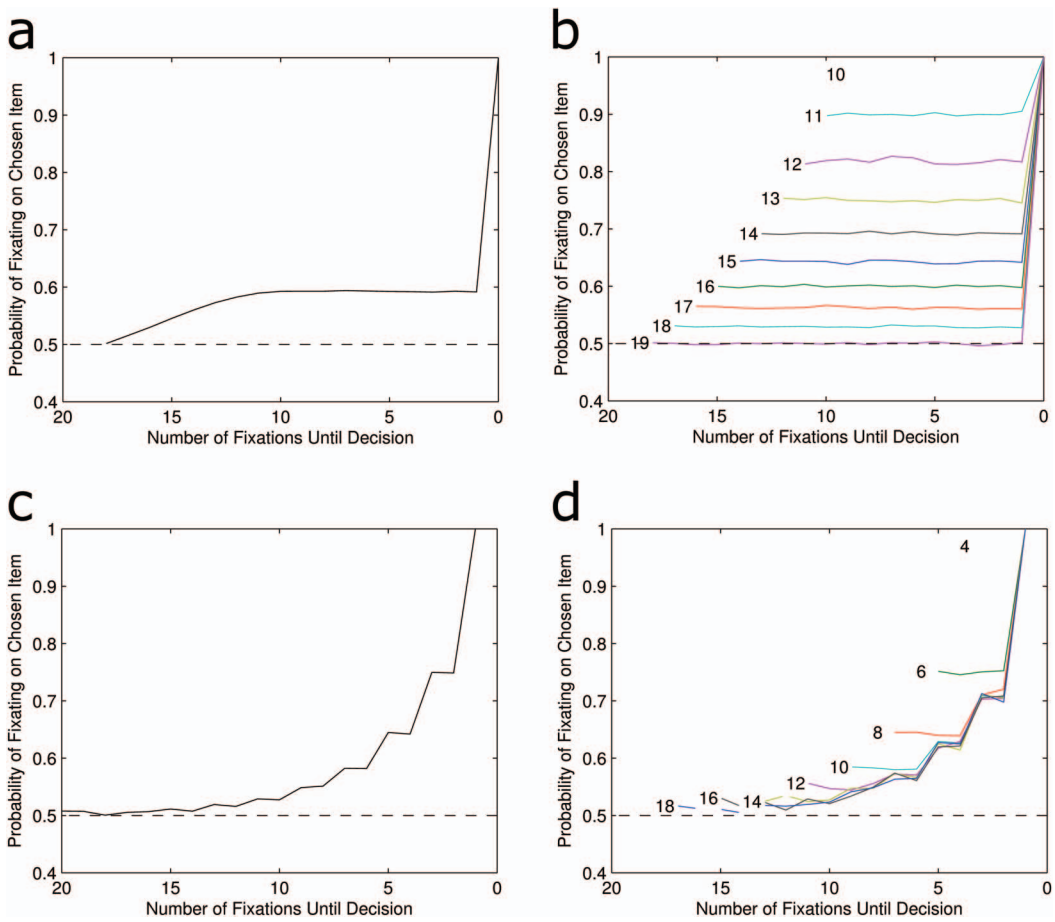 a
Probability of Fixating on Chosen Item
1
0.9
0.8
0.7
0.6
0.5
0.4
20 15 10 5 0
Number of Fixations Until Decision
b
Probability of Fixating on Chosen Item
1
0.9
0.8
0.7
0.6
0.5
0.4
10
11
12
13
14
15
16
17
18
19
20 15 10 5 0
Number of Fixations Until Decision
c
Probability of Fixating on Chosen Item
1
0.9
0.8
0.7
0.6
0.5
0.4
20 15 10 5 0
Number of Fixations Until Decision
d
Probability of Fixating on Chosen Item
1
0.9
0.8
0.7
0.6
0.5
0.4
4
6
8
10
12
14
16
18
20 15 10 5 0
Number of Fixations Until Decision